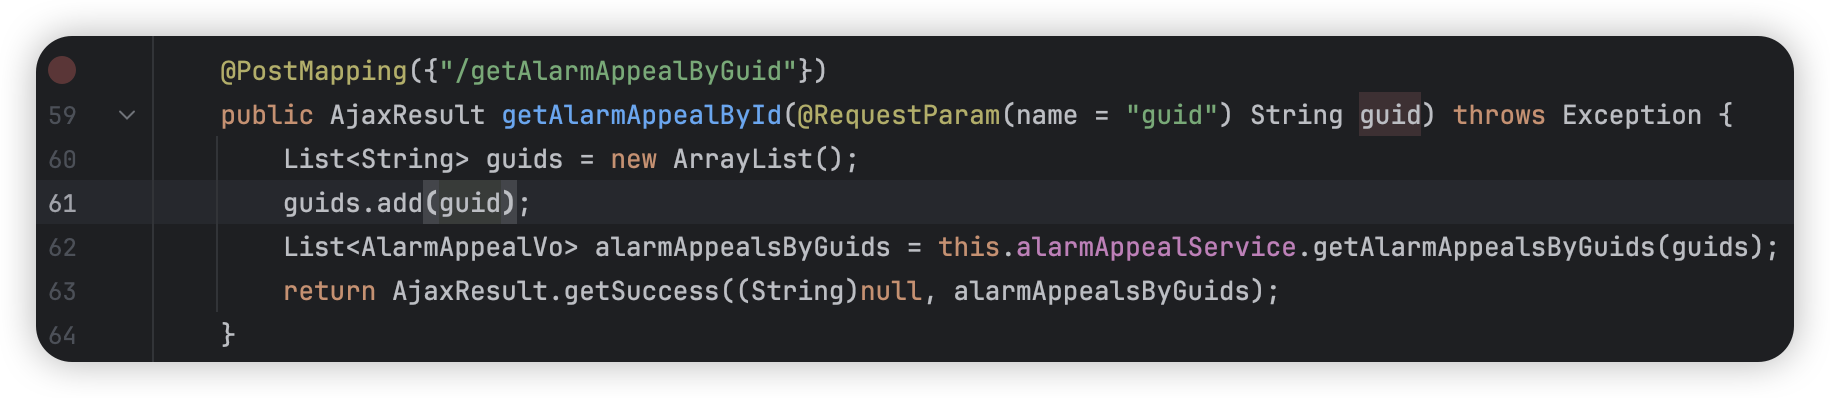 @PostMapping({"/getAlarmAppealByGuid"})
59 public AjaxResult getAlarmAppealById(@RequestParam(name = "guid") String guid) throws Exception {
60 List<String> guids = new ArrayList();
61 guids.add(guid);
62 List<AlarmAppealVo> alarmAppealsByGuids = this.alarmAppealService.getAlarmAppealsByGuids(guids);
63 return AjaxResult.getSuccess((String)null, alarmAppealsByGuids);
64 }